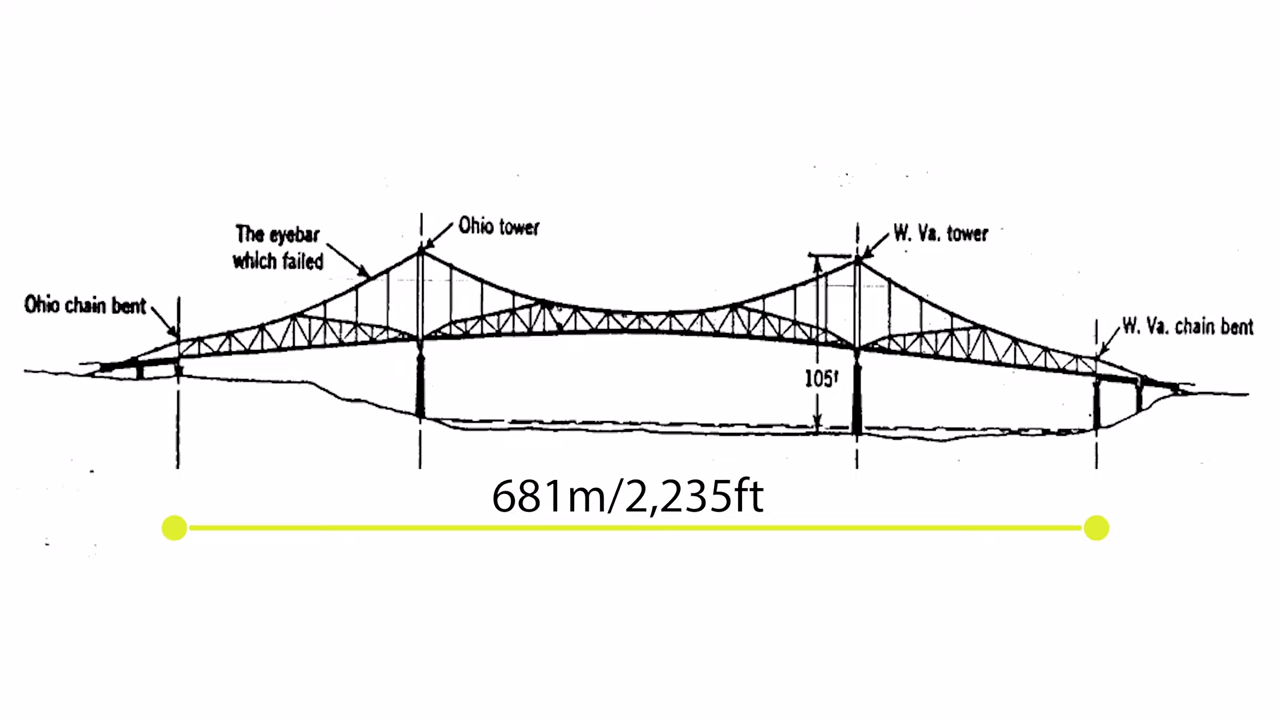 The eyebar
which failed
Ohio tower
W. Va. tower
Ohio chain bent
W. Va. chain bent
105'
681m/2,235ft